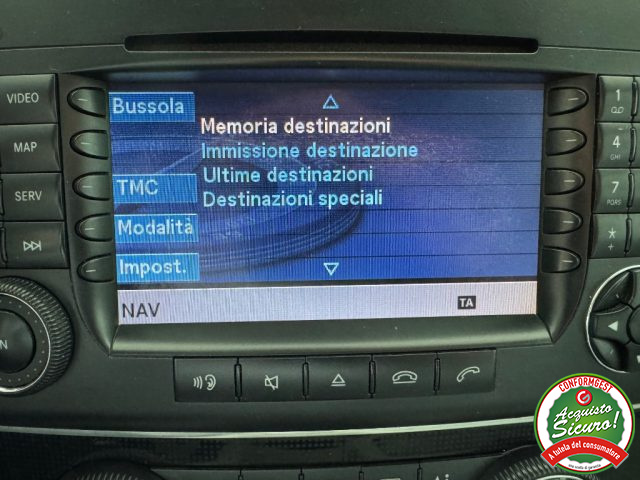 VIDEO
MAP
SERV
Bussola
TMC
Modalità
Impost.
Memoria destinazioni
Immissione destinazione
Ultime destinazioni
Destinazioni speciali
NAV
TA
1
4
GHI
7
PQRS
*
+
ON
CONFORMGEST
Acquisto
Sicuro!
A tutela del consumatore